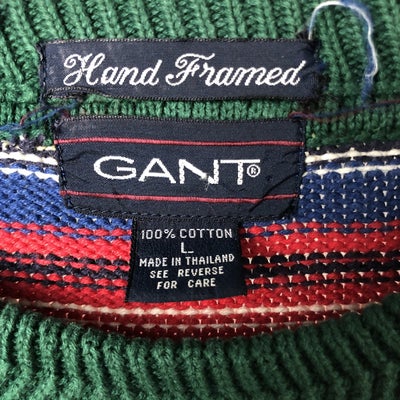 Hand Framed
GANT®
100% COTTON
L
MADE IN THAILAND
SEE REVERSE
FOR CARE